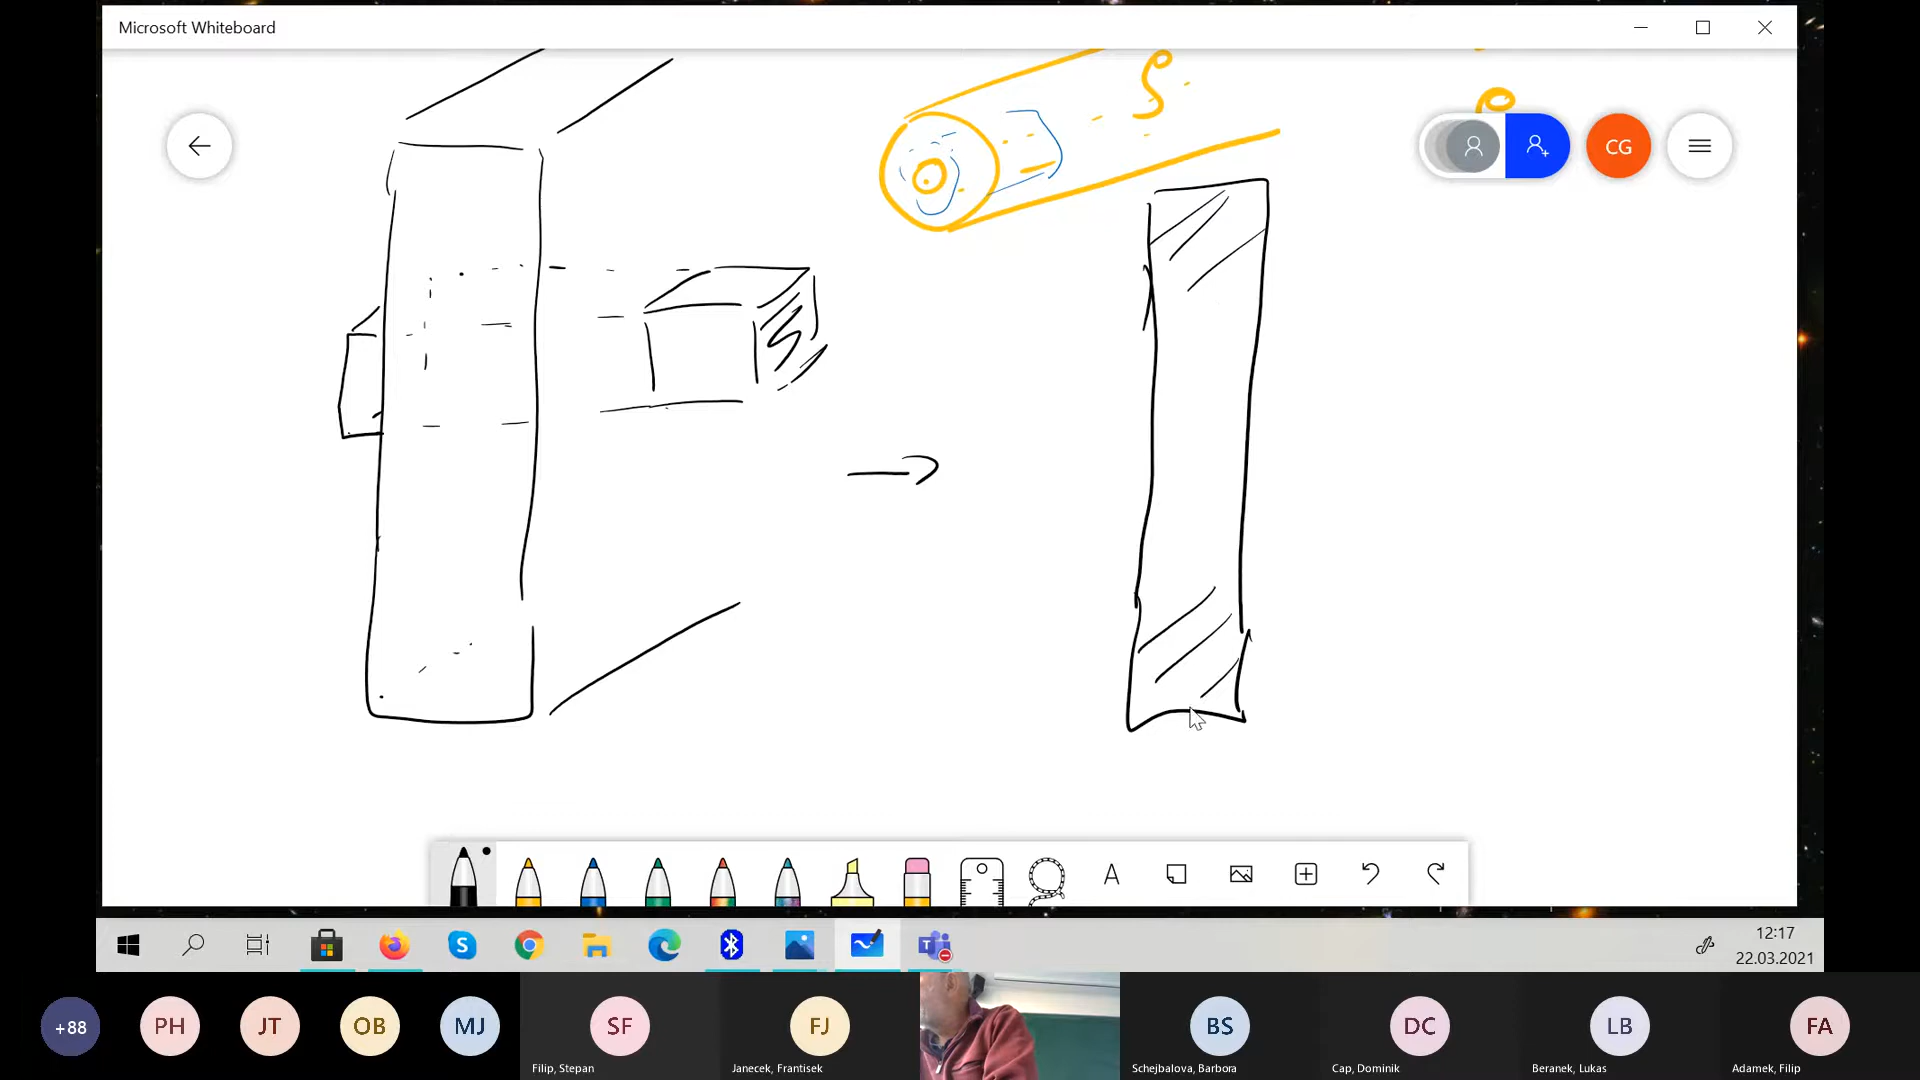 Microsoft Whiteboard
ρ
ρ
CG
A
12:17
22.03.2021
+88
PH
JT
OB
MJ
SF
FJ
BS
DC
LB
FA
Filip, Stepan
Janecek, Frantisek
Schejbalova, Barbora
Cap, Dominik
Beranek, Lukas
Adamek, Filip